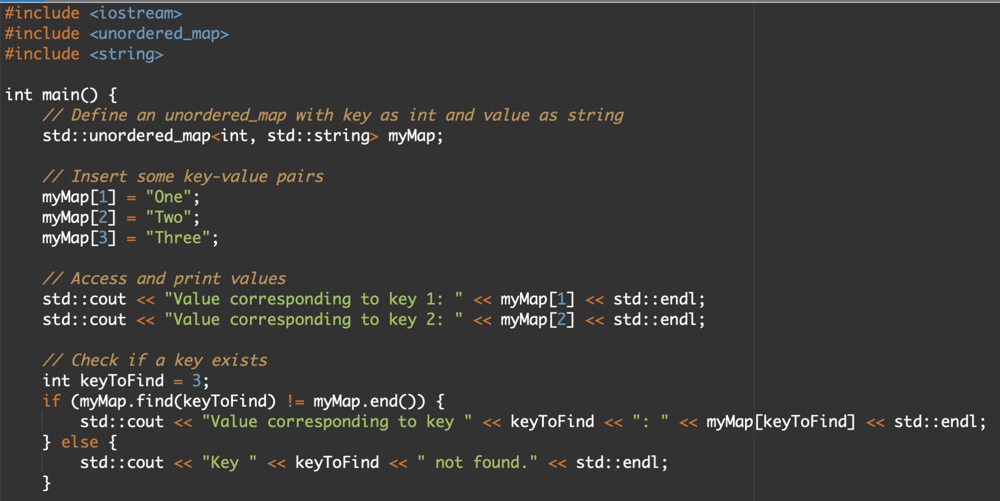 #include <iostream>
#include <unordered_map>
#include <string>

int main() {
    // Define an unordered_map with key as int and value as string
    std::unordered_map<int, std::string> myMap;

    // Insert some key-value pairs
    myMap[1] = "One";
    myMap[2] = "Two";
    myMap[3] = "Three";

    // Access and print values
    std::cout << "Value corresponding to key 1: " << myMap[1] << std::endl;
    std::cout << "Value corresponding to key 2: " << myMap[2] << std::endl;

    // Check if a key exists
    int keyToFind = 3;
    if (myMap.find(keyToFind) != myMap.end()) {
        std::cout << "Value corresponding to key " << keyToFind << ": " << myMap[keyToFind] << std::endl;
    } else {
        std::cout << "Key " << keyToFind << " not found." << std::endl;
    }